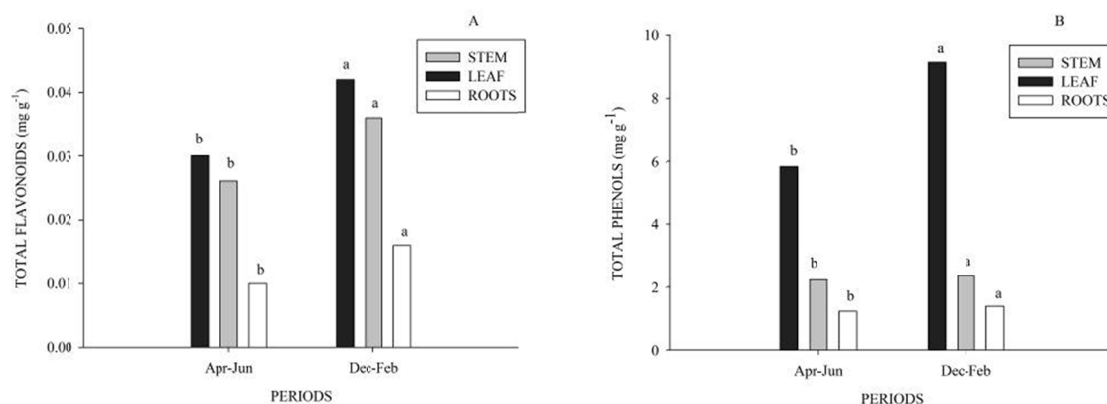 A
0.05
0.04
0.03
0.02
0.01
0.00
TOTAL FLAVONOIDS (mg g-1)
STEM
LEAF
ROOTS
b
b
b
a
a
a
Apr-Jun
Dec-Feb
PERIODS
B
10
8
6
4
2
0
TOTAL PHENOLS (mg g-1)
STEM
LEAF
ROOTS
b
b
b
a
a
a
Apr-Jun
Dec-Feb
PERIODS